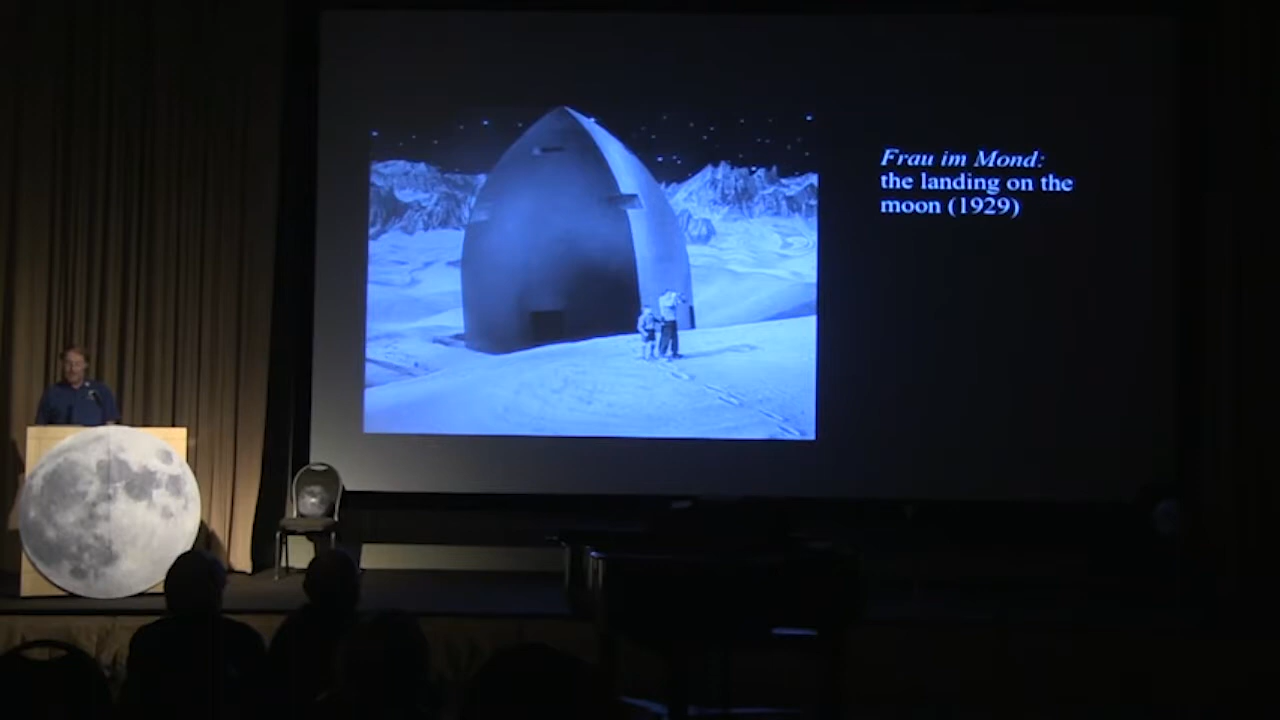 Frau im Mond:
the landing on the
moon (1929)